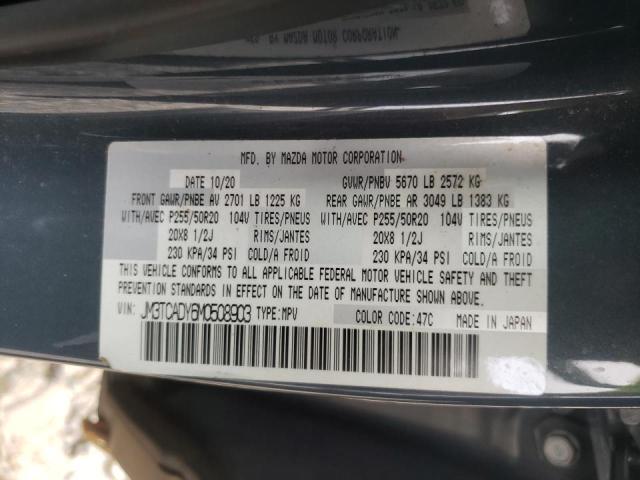 MFD. BY MAZDA MOTOR CORPORATION
DATE 10/20 GVWR/PNBV 5670 LB 2572 KG
FRONT GAWR/PNBE AV 2701 LB 1225 KG REAR GAWR/PNBE AR 3049 LB 1383 KG
WITH/AVEC P255/50R20 104V TIRES/PNEUS WITH/AVEC P255/50R20 104V TIRES/PNEUS
20X8 1/2J RIMS/JANTES 20X8 1/2J RIMS/JANTES
230 KPA/34 PSI COLD/A FROID 230 KPA/34 PSI COLD/A FROID
THIS VEHICLE CONFORMS TO ALL APPLICABLE FEDERAL MOTOR VEHICLE SAFETY AND THEFT
PREVENTION STANDARDS IN EFFECT ON THE DATE OF MANUFACTURE SHOWN ABOVE.
VIN: JM3TCADY6M0508903 TYPE:MPV COLOR CODE:47C MADE IN JAPAN